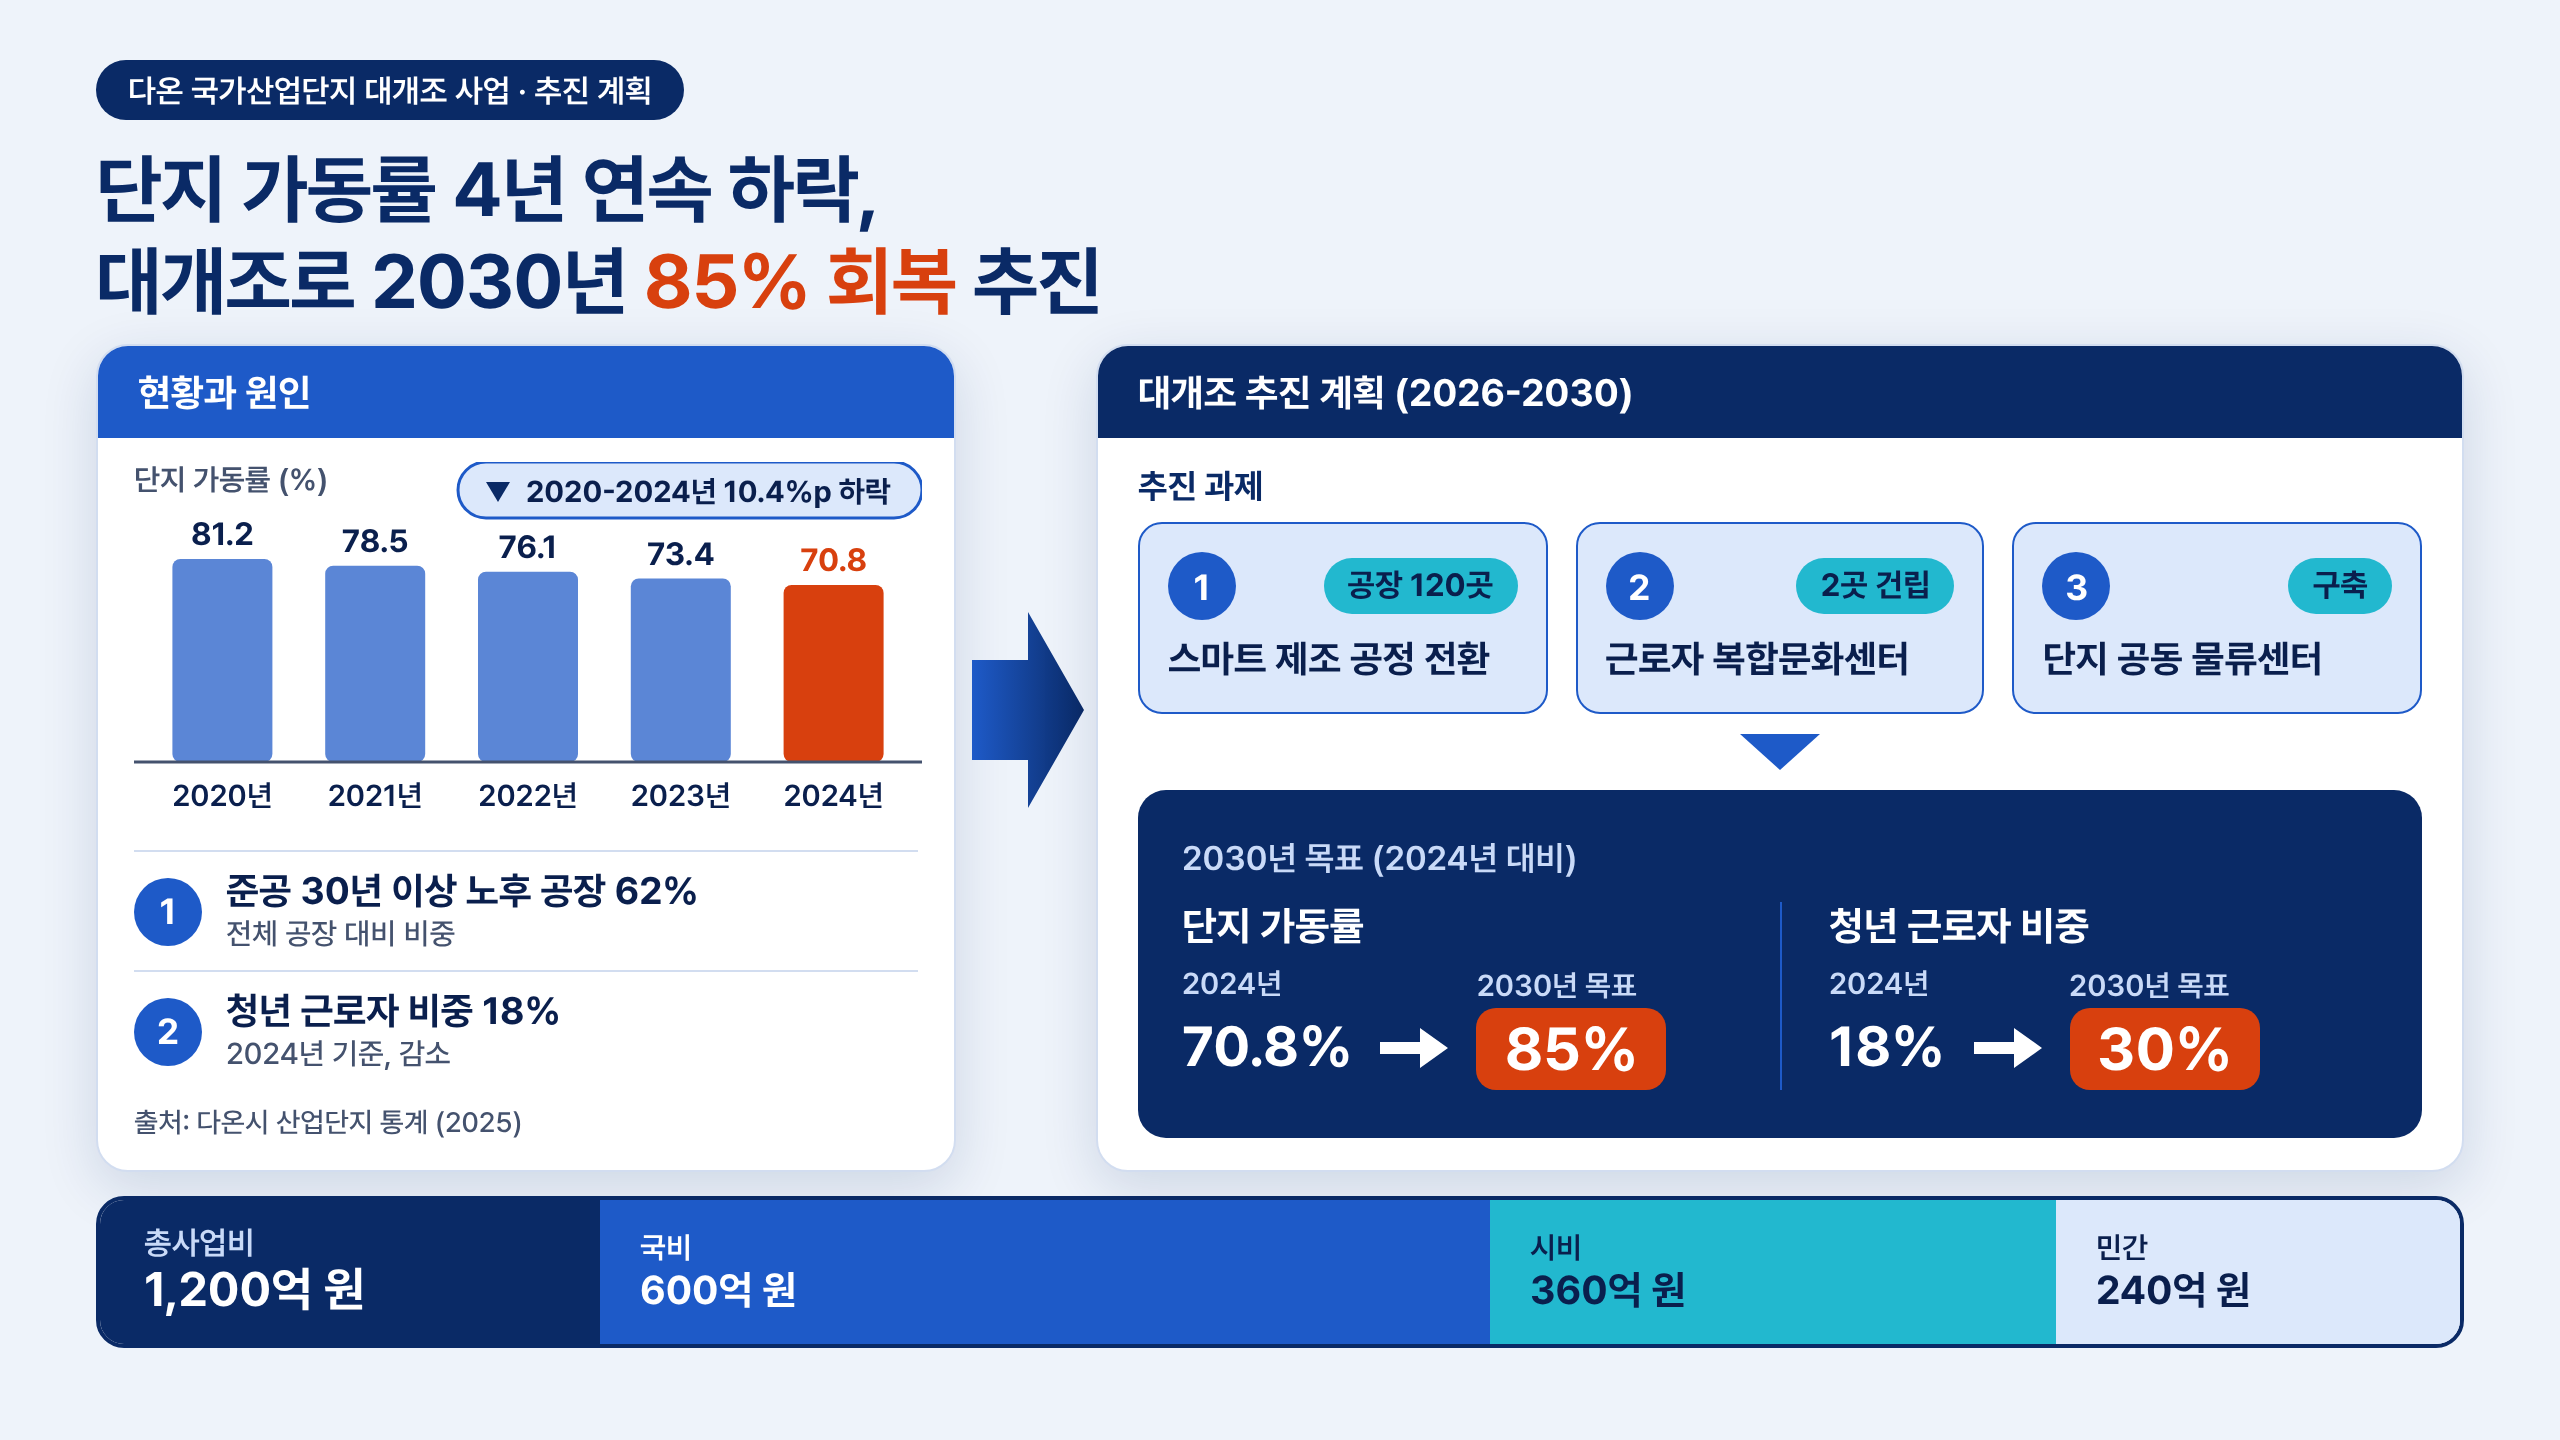 다온 국가산업단지 대개조 사업 · 추진 계획
단지 가동률 4년 연속 하락,
대개조로 2030년 85% 회복 추진
현황과 원인
단지 가동률 (%)
▼ 2020-2024년 10.4%p 하락
81.2
78.5
76.1
73.4
70.8
2020년
2021년
2022년
2023년
2024년
1
준공 30년 이상 노후 공장 62%
전체 공장 대비 비중
2
청년 근로자 비중 18%
2024년 기준, 감소
출처: 다온시 산업단지 통계 (2025)
대개조 추진 계획 (2026-2030)
추진 과제
1
공장 120곳
스마트 제조 공정 전환
2
2곳 건립
근로자 복합문화센터
3
구축
단지 공동 물류센터
2030년 목표 (2024년 대비)
단지 가동률
2024년
70.8%
2030년 목표
85%
청년 근로자 비중
2024년
18%
2030년 목표
30%
총사업비
1,200억 원
국비
600억 원
시비
360억 원
민간
240억 원